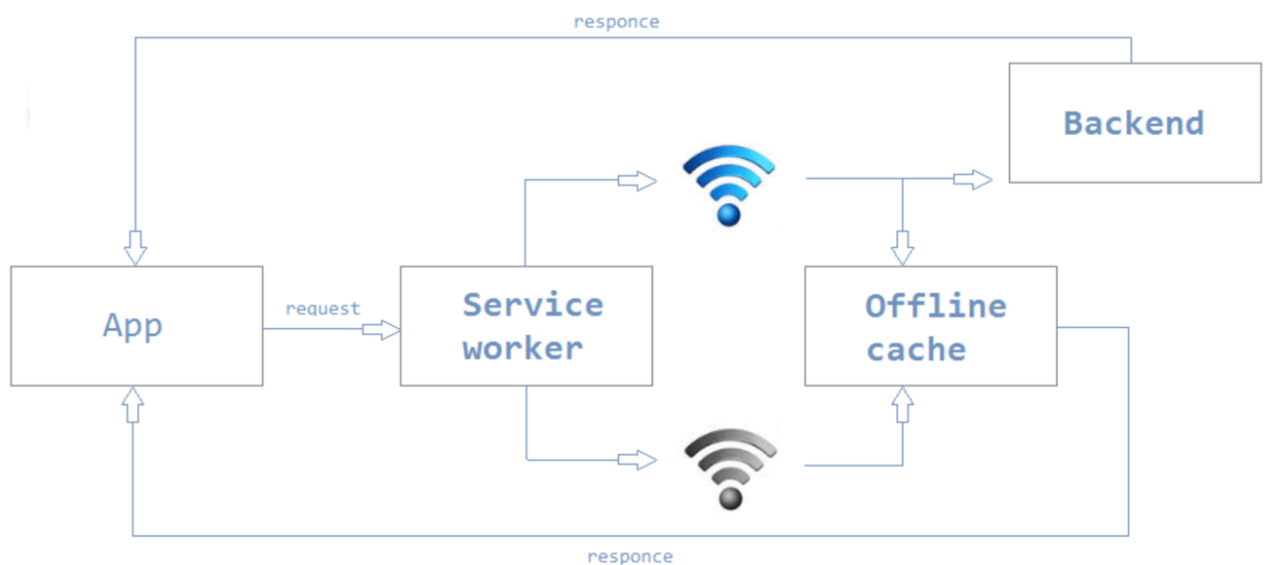 responce
Backend
App
request
Service
worker
Offline
cache
responce